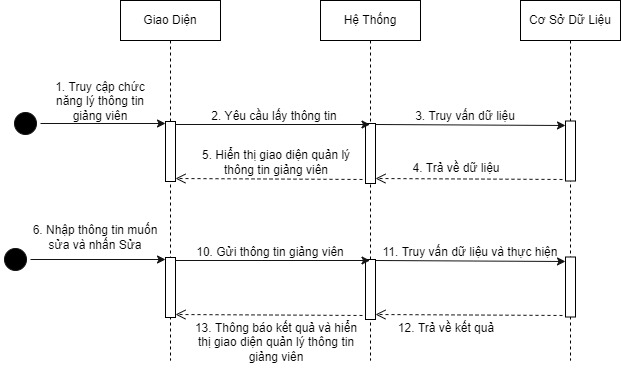 Giao Diện
Hệ Thống
Cơ Sở Dữ Liệu
1. Truy cập chức
năng lý thông tin
giảng viên
2. Yêu cầu lấy thông tin
3. Truy vấn dữ liệu
5. Hiển thị giao diện quản lý
thông tin giảng viên
4. Trả về dữ liệu
6. Nhập thông tin muốn
sửa và nhấn Sửa
10. Gửi thông tin giảng viên
11. Truy vấn dữ liệu và thực hiện
13. Thông báo kết quả và hiển
thị giao diện quản lý thông tin
giảng viên
12. Trả về kết quả